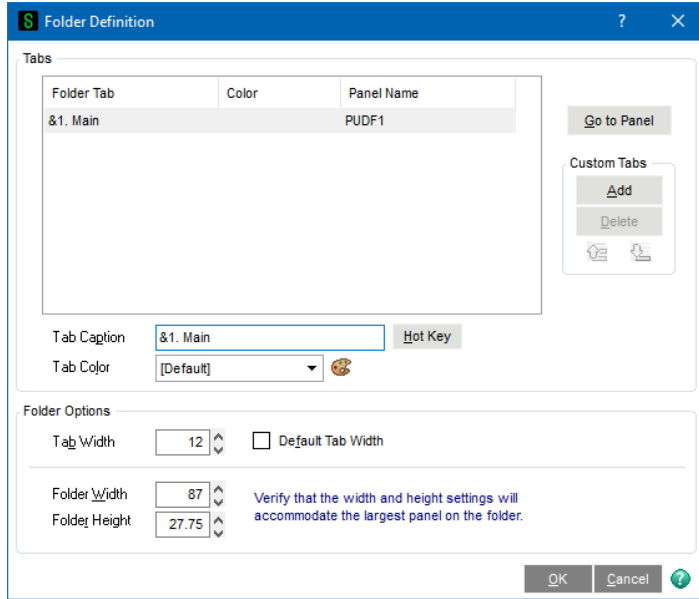 S Folder Definition ? X
Tabs
Folder Tab Color Panel Name
&1. Main PUDF1
Go to Panel
Custom Tabs
Add
Delete
Tab Caption &1. Main Hot Key
Tab Color [Default]
Folder Options
Tab Width 12 Default Tab Width
Folder Width 87
Folder Height 27.75
Verify that the width and height settings will
accommodate the largest panel on the folder.
OK Cancel ?